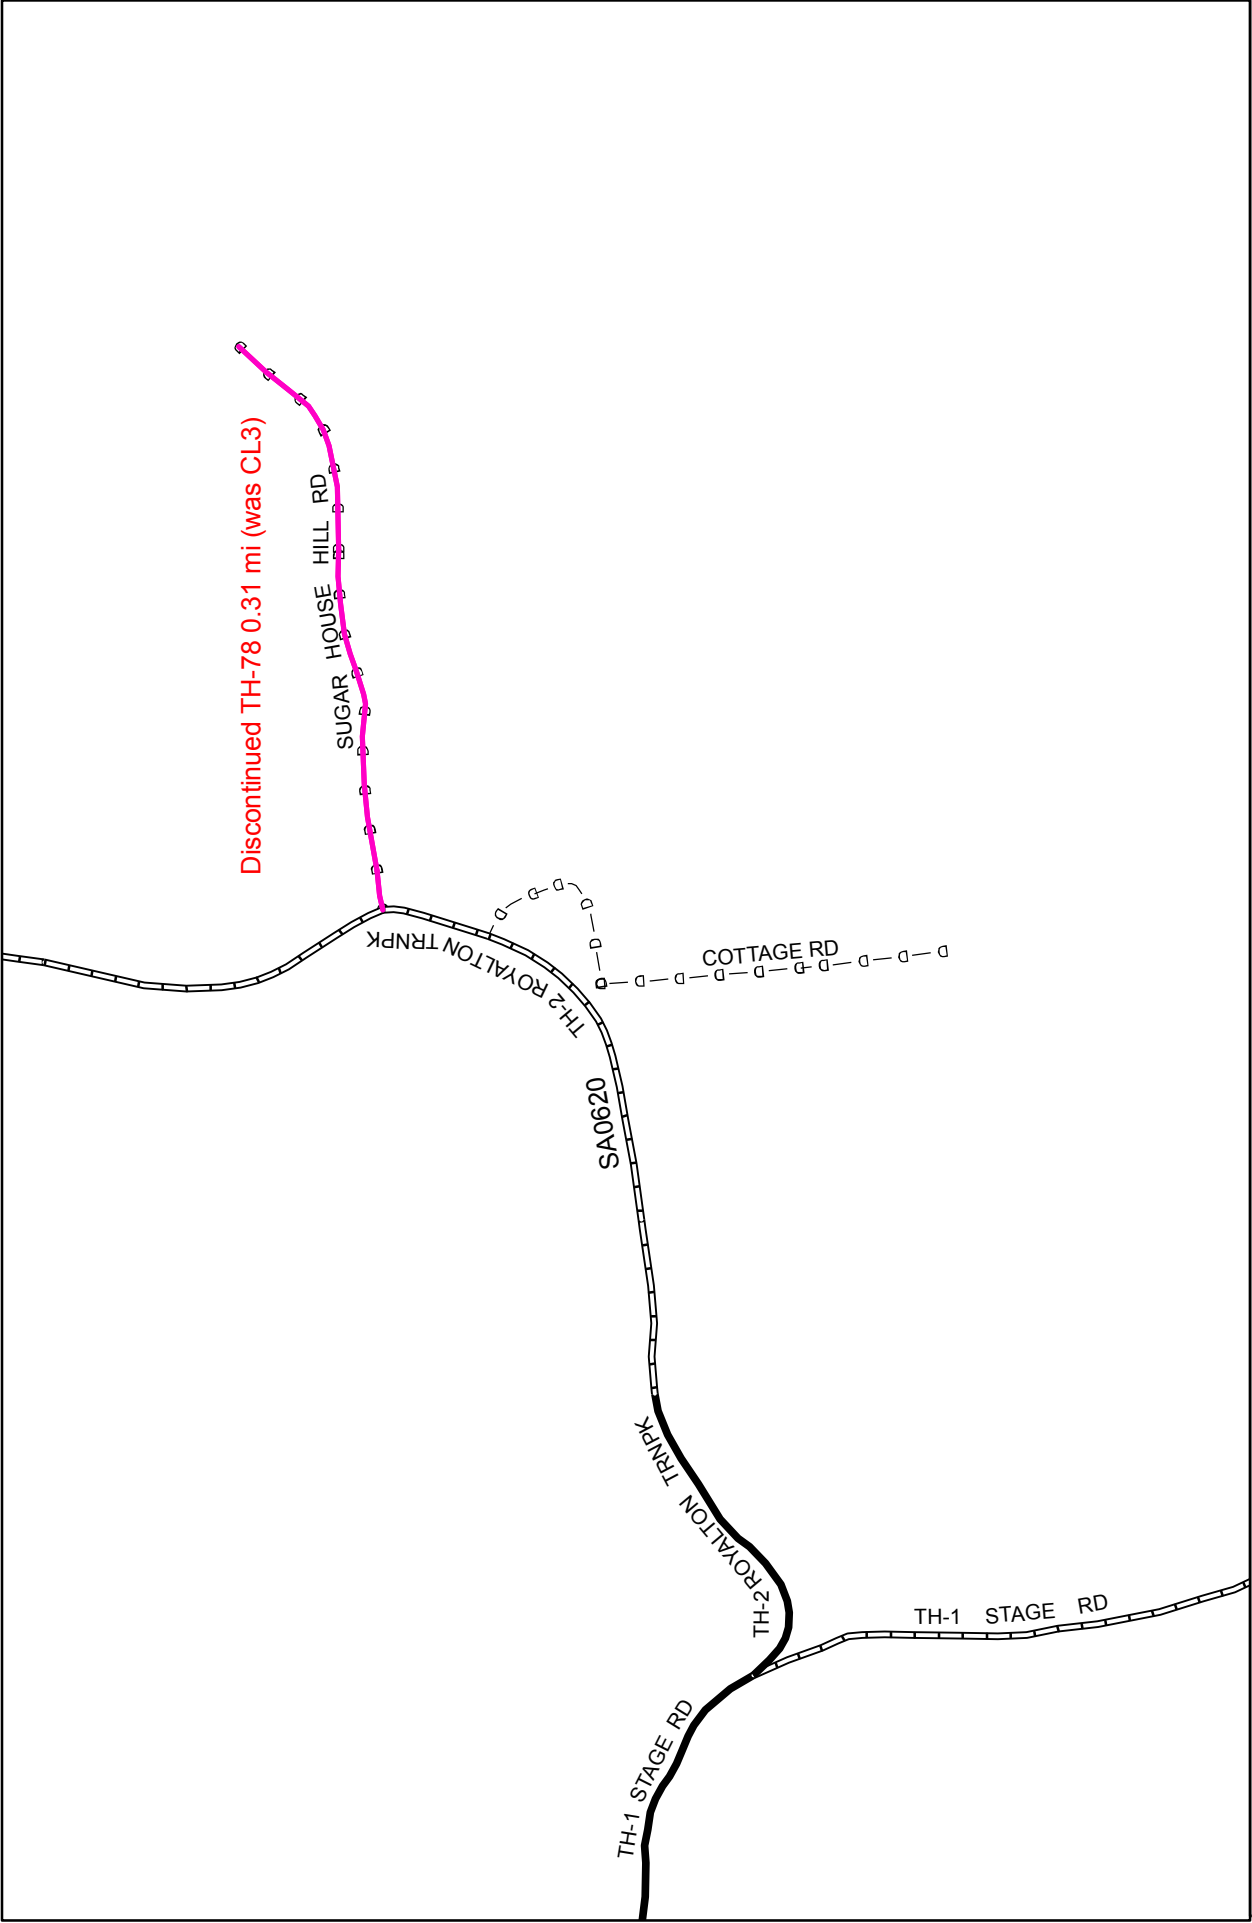 Discontinued TH-78 0.31 mi (was CL3)
SUGAR HOUSE HILL RD
TH-2 ROYALTON TRNPK
COTTAGE RD
SA0620
TH-2 ROYALTON TRNPK
TH-1 STAGE RD
TH-1 STAGE RD